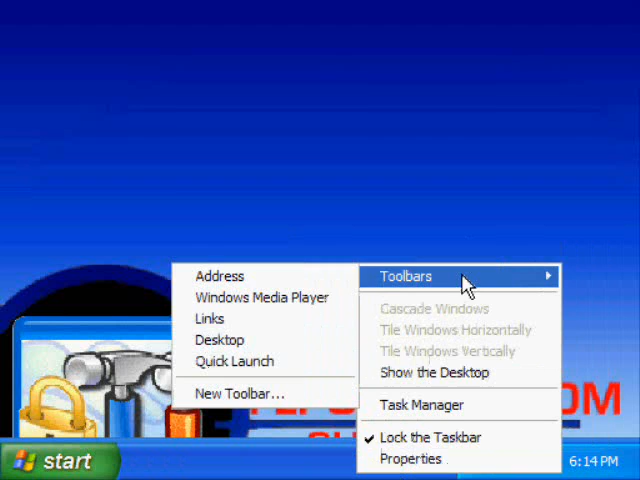 Address
Windows Media Player
Links
Desktop
Quick Launch
New Toolbar...
Toolbars
Cascade Windows
Tile Windows Horizontally
Tile Windows Vertically
Show the Desktop
Task Manager
Lock the Taskbar
Properties
OM
start
6:14 PM